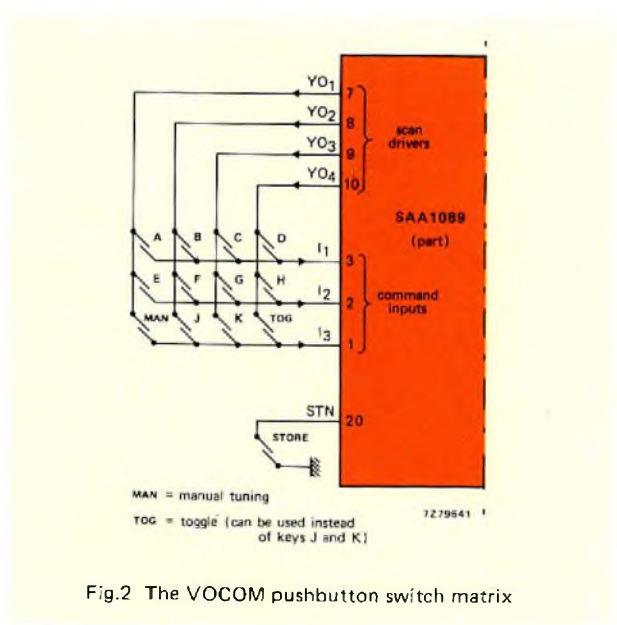 YO1
7
YO2
8
YO3
9
YO4
10
scan
drivers
SAA1089
(part)
A B C D I1 3
E F G H I2 2
command
inputs
MAN J K TOG I3 1
STN 20
STORE
MAN = manual tuning
7Z79641
TOG = toggle (can be used instead
of keys J and K)
Fig.2 The VOCOM pushbutton switch matrix